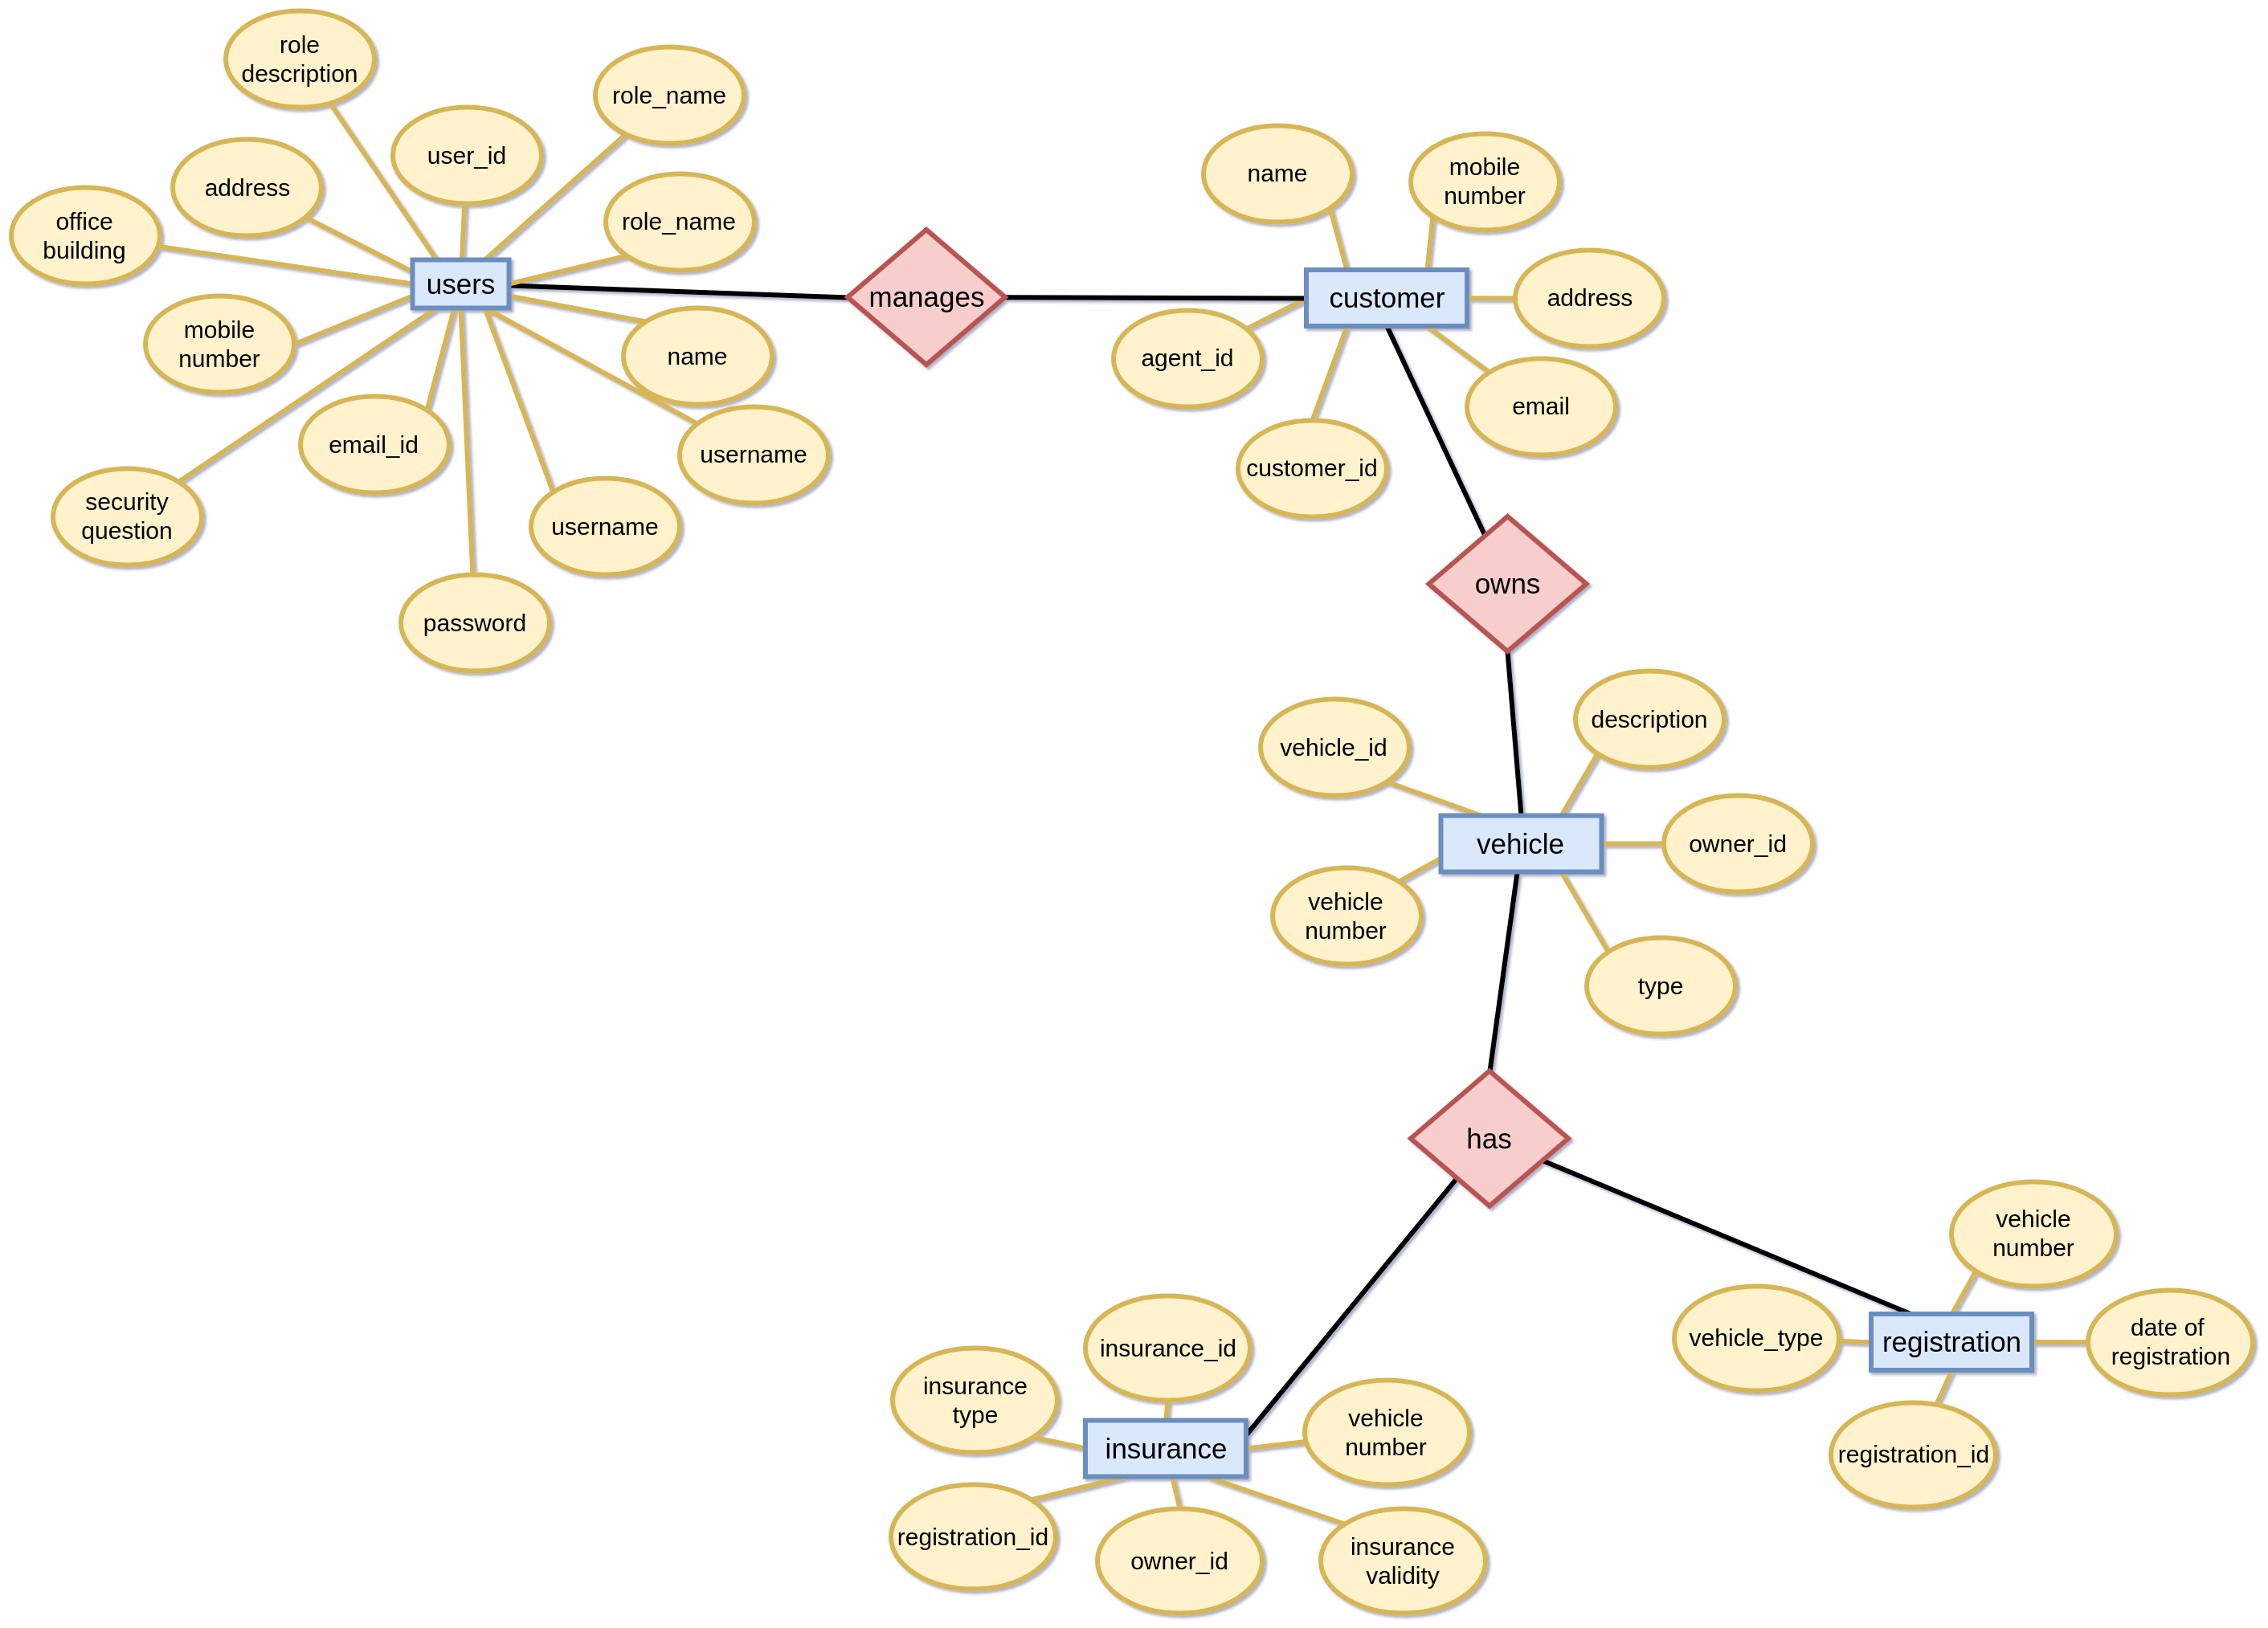 role
description
role_name
user_id
address
office
building
role_name
users
mobile
number
name
email_id
username
security
question
username
password
manages
name
mobile
number
customer
address
agent_id
email
customer_id
owns
description
vehicle_id
vehicle
owner_id
vehicle
number
type
has
vehicle
number
vehicle_type
registration
date of
registration
registration_id
insurance_id
insurance
type
vehicle
number
insurance
registration_id
owner_id
insurance
validity